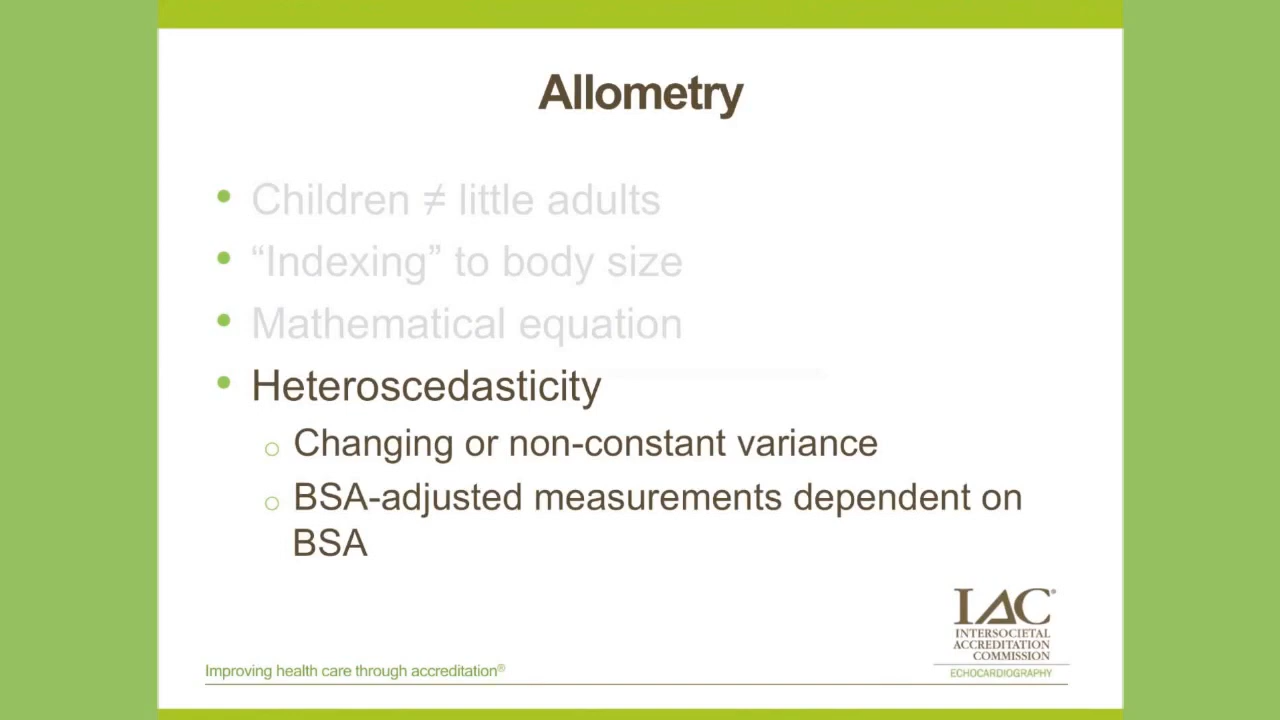 Allometry
• Children ≠ little adults
• “Indexing” to body size
• Mathematical equation
• Heteroscedasticity
o Changing or non-constant variance
o BSA-adjusted measurements dependent on
BSA
IAC®
INTERSOCIETAL
ACCREDITATION
COMMISSION
ECHOCARDIOGRAPHY
Improving health care through accreditation®